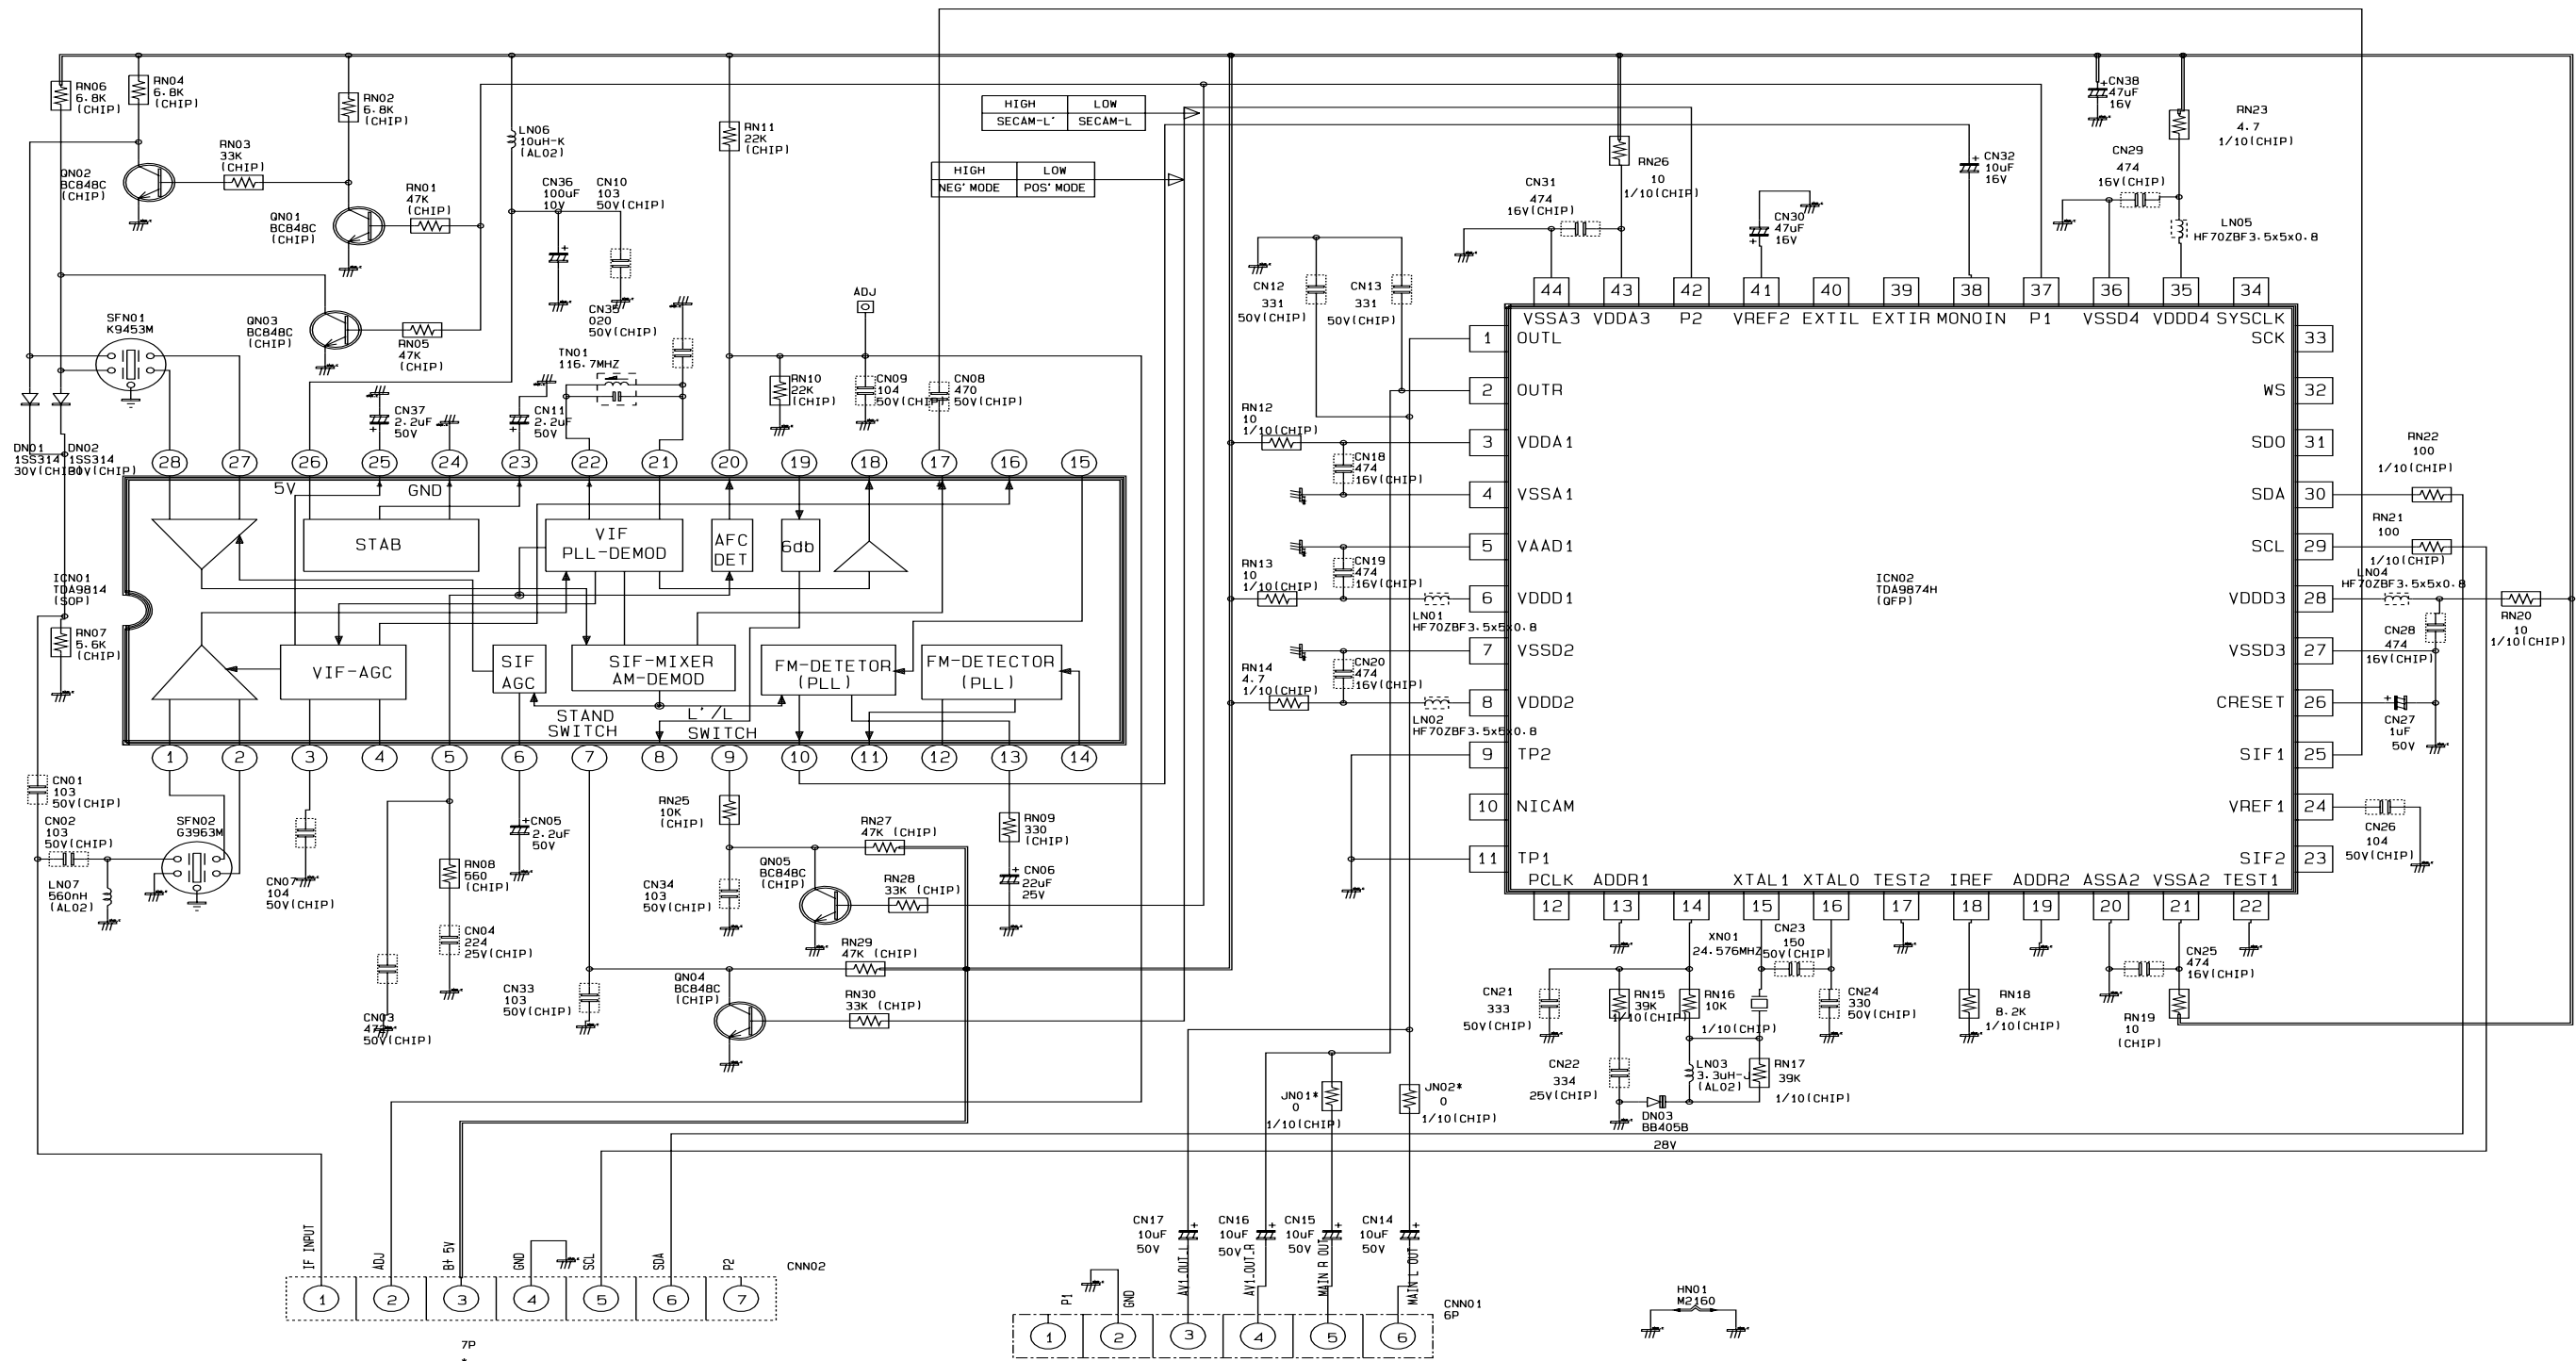 RN06
6.8K
(CHIP)
RN04
6.8K
(CHIP)
RN02
6.8K
(CHIP)
RN03
33K
(CHIP)
QN02
BC848C
(CHIP)
RN01
47K
(CHIP)
QN01
BC848C
(CHIP)
LN06
10uH-K
(AL02)
CN36
100uF
10V
CN10
103
50V(CHIP)
RN11
22K
(CHIP)
HIGH LOW
SECAM-L' SECAM-L
HIGH LOW
NEG' MODE POS' MODE
SFN01
K9453M
QN03
BC848C
(CHIP)
RN05
47K
(CHIP)
CN35
020
50V(CHIP)
TN01
116.7MHZ
ADJ
RN10
22K
(CHIP)
CN09
104
50V(CHIP)
CN08
470
50V(CHIP)
CN37
2.2uF
50V
CN11
2.2uF
50V
DN01
1SS314
30V(CHIP)
DN02
1SS314
30V(CHIP)
28 27 26 25 24 23 22 21 20 19 18 17 16 15
5V GND
STAB
VIF
PLL-DEMOD
AFC
DET
6db
ICN01
TDA9814
(SOP)
RN07
5.6K
(CHIP)
VIF-AGC
SIF
AGC
SIF-MIXER
AM-DEMOD
FM-DETETOR
(PLL)
FM-DETECTOR
(PLL)
STAND
SWITCH
L'/L
SWITCH
1 2 3 4 5 6 7 8 9 10 11 12 13 14
CN01
103
50V(CHIP)
CN02
103
50V(CHIP)
SFN02
G3963M
LN07
560nH
(AL02)
CN07
104
50V(CHIP)
CN05
2.2uF
50V
RN08
560
(CHIP)
CN04
224
25V(CHIP)
CN03
473
50V(CHIP)
CN33
103
50V(CHIP)
RN25
10K
(CHIP)
CN34
103
50V(CHIP)
RN27
47K (CHIP)
QN05
BC848C
(CHIP)
RN28
33K (CHIP)
RN29
47K (CHIP)
QN04
BC848C
(CHIP)
RN30
33K (CHIP)
RN09
330
(CHIP)
CN06
22uF
25V
CN38
47uF
16V
RN23
4.7
1/10(CHIP)
CN29
474
16V(CHIP)
LN05
HF70ZBF3.5x5x0.8
CN32
10uF
16V
RN26
10
1/10(CHIP)
CN31
474
16V(CHIP)
CN30
47uF
16V
CN12
331
50V(CHIP)
CN13
331
50V(CHIP)
44 43 42 41 40 39 38 37 36 35 34
VSSA3 VDDA3 P2 VREF2 EXTIL EXTIR MONOIN P1 VSSD4 VDDD4 SYSCLK
1 OUTL
2 OUTR
3 VDDA1
4 VSSA1
5 VAAD1
6 VDDD1
7 VSSD2
8 VDDD2
9 TP2
10 NICAM
11 TP1
SCK 33
WS 32
SDO 31
SDA 30
SCL 29
VDDD3 28
VSSD3 27
CRESET 26
SIF1 25
VREF1 24
SIF2 23
PCLK ADDR1 XTAL1 XTALO TEST2 IREF ADDR2 ASSA2 VSSA2 TEST1
12 13 14 15 16 17 18 19 20 21 22
ICN02
TDA9874H
(QFP)
RN12
10
1/10(CHIP)
CN18
474
16V(CHIP)
RN13
10
1/10(CHIP)
CN19
474
16V(CHIP)
LN01
HF70ZBF3.5x5x0.8
RN14
4.7
1/10(CHIP)
CN20
474
16V(CHIP)
LN02
HF70ZBF3.5x5x0.8
RN22
100
1/10(CHIP)
RN21
100
1/10(CHIP)
LN04
HF70ZBF3.5x5x0.8
RN20
10
1/10(CHIP)
CN28
474
16V(CHIP)
CN27
1uF
50V
CN26
104
50V(CHIP)
XN01
24.576MHZ
CN23
150
50V(CHIP)
CN21
333
50V(CHIP)
RN15
39K
1/10(CHIP)
RN16
10K
1/10(CHIP)
CN24
330
50V(CHIP)
RN18
8.2K
1/10(CHIP)
CN25
474
16V(CHIP)
RN19
10
(CHIP)
CN22
334
25V(CHIP)
LN03
3.3uH-J
(AL02)
RN17
39K
1/10(CHIP)
DN03
BB405B
28V
JN01*
0
1/10(CHIP)
JN02*
0
1/10(CHIP)
CN17
10uF
50V
CN16
10uF
50V
CN15
10uF
50V
CN14
10uF
50V
IF INPUT
ADJ
B+ 5V
GND
SCL
SDA
P2
CNN02
1 2 3 4 5 6 7
7P
*
P1
GND
AV1_OUT_L
AV1_OUT_R
MAIN R OUT
MAIN L OUT
CNN01
6P
1 2 3 4 5 6
HN01
M2160